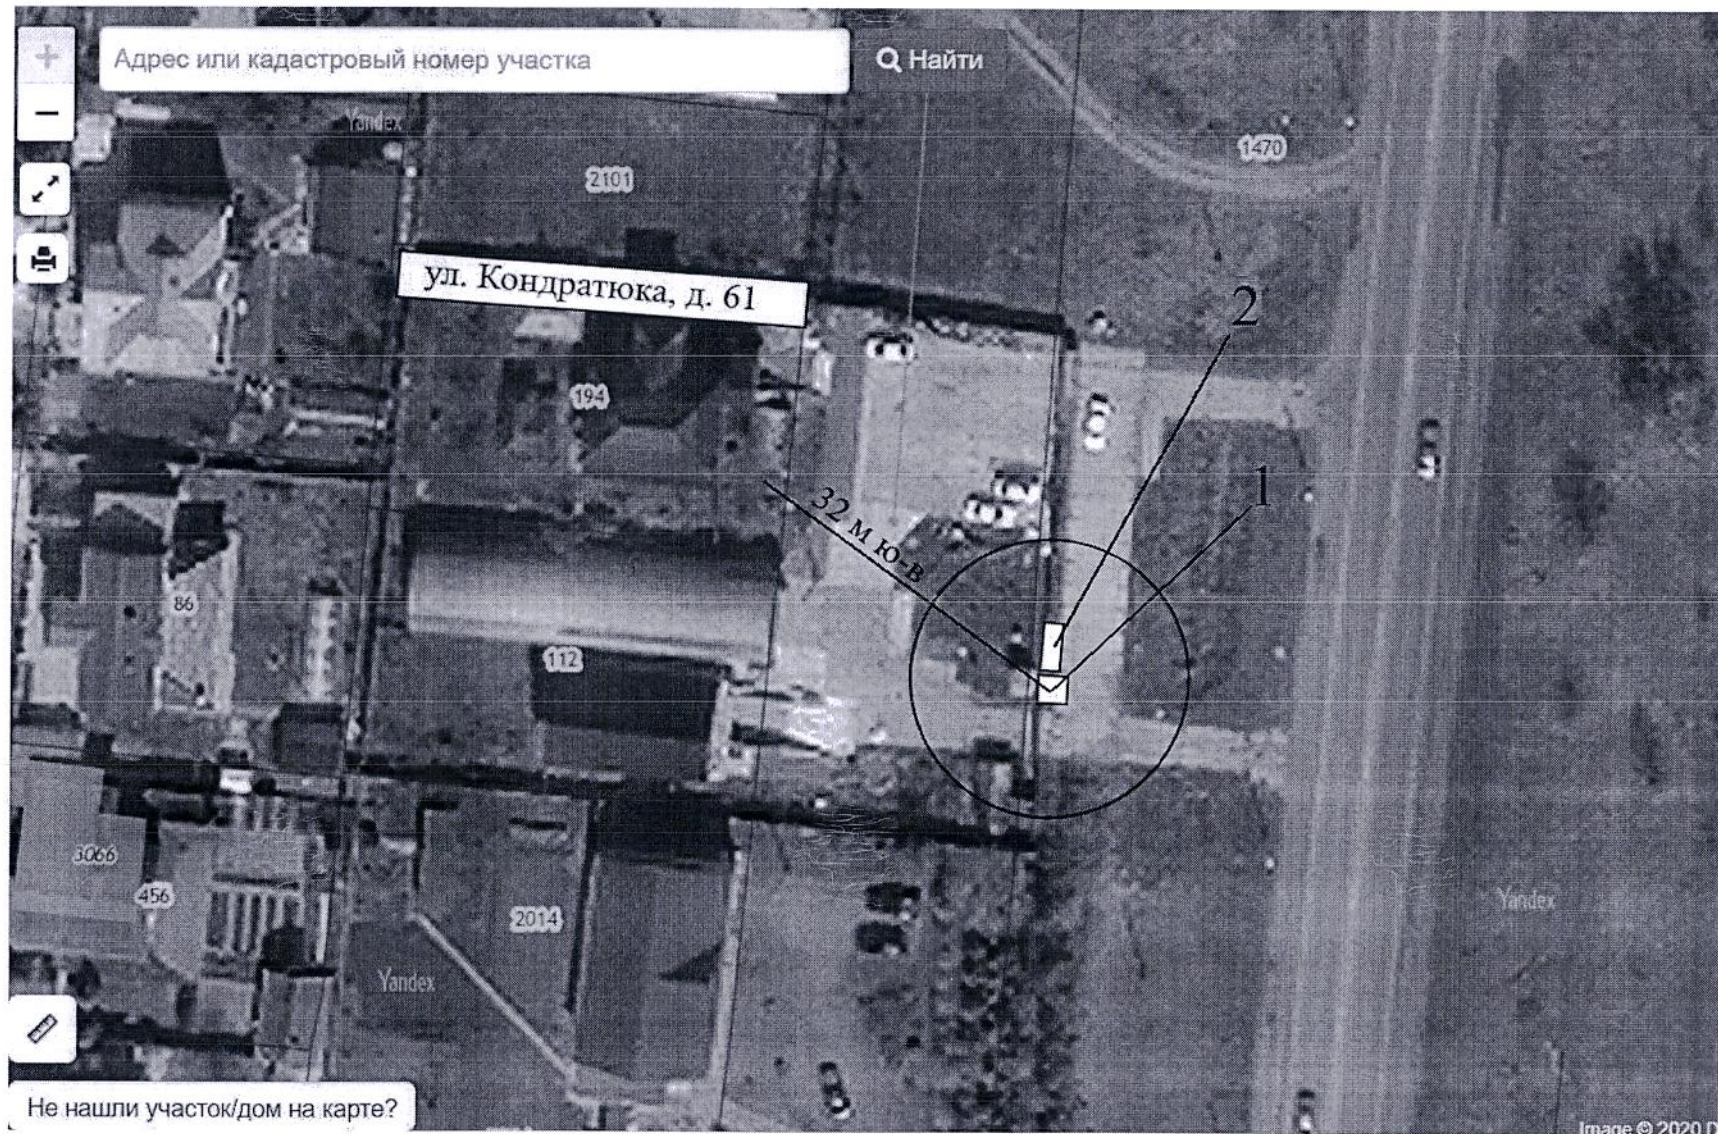 Адрес или кадастровый номер участка
Найти
Yandex
1470
2101
ул. Кондратюка, д. 61
2
194
1
32 м ю-в
86
112
3066
456
2014
Yandex
Yandex
Не нашли участок/дом на карте?
Image © 2020 D